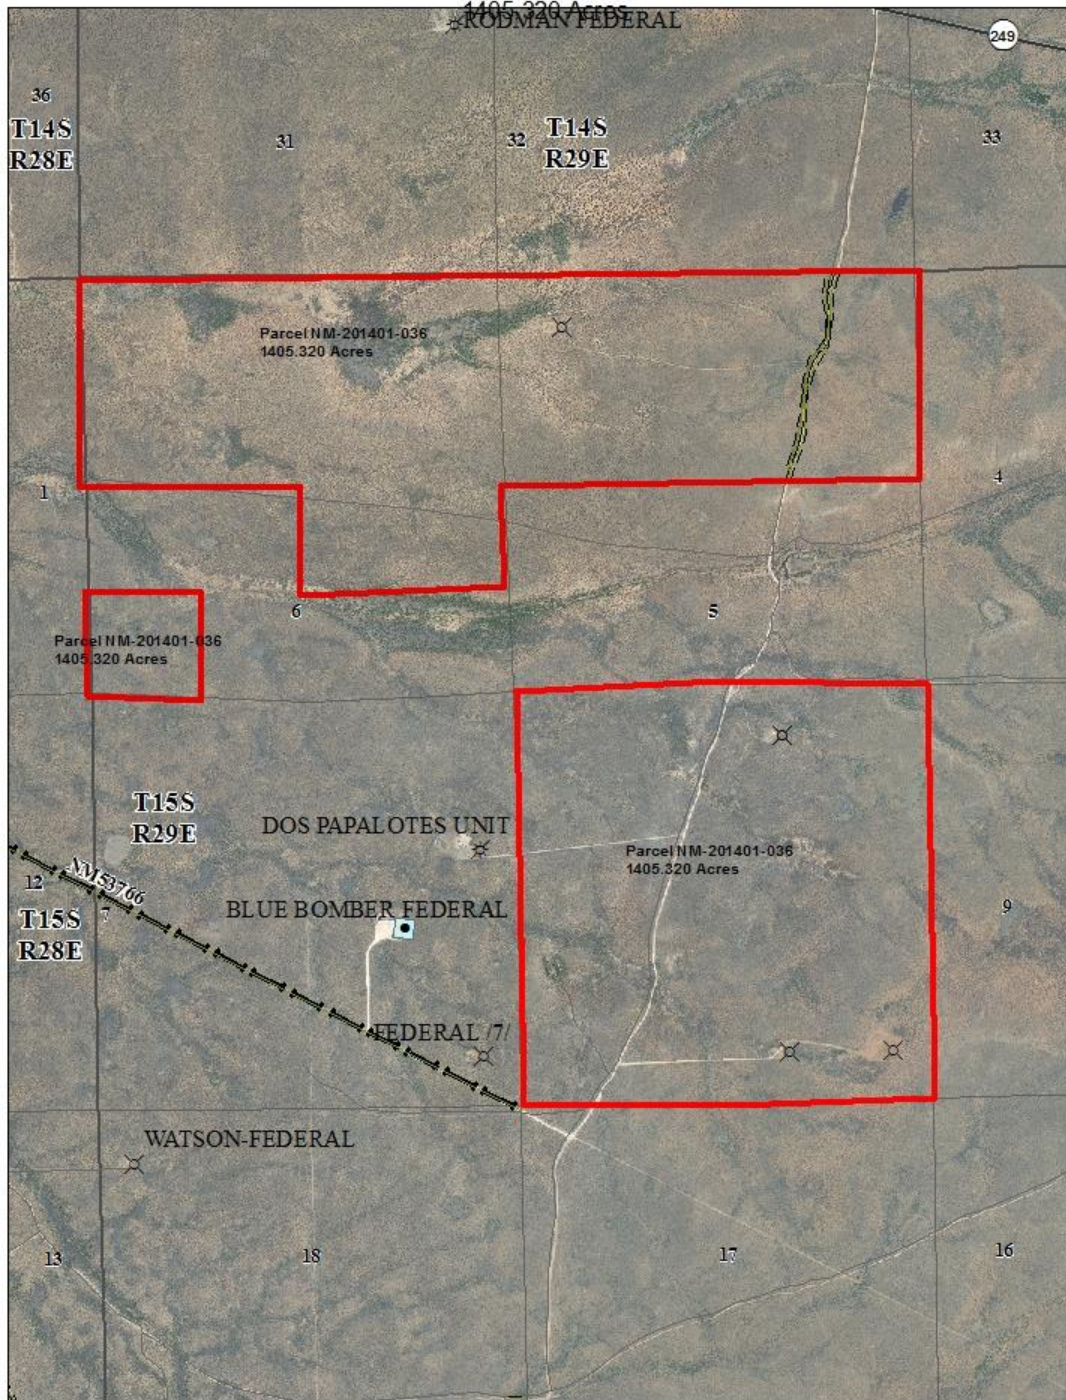 1405.320 Acres
RODMAN FEDERAL
249
36
T14S
R28E
31
32
T14S
R29E
33
Parcel NM-201401-036
1405.320 Acres
1
4
6
5
Parcel NM-201401-036
1405.320 Acres
T15S
R29E
DOS PAPALOTES UNIT
Parcel NM-201401-036
1405.320 Acres
12
NM53766
7
T15S
R28E
BLUE BOMBER FEDERAL
9
FEDERAL /7/
WATSON-FEDERAL
13
18
17
16